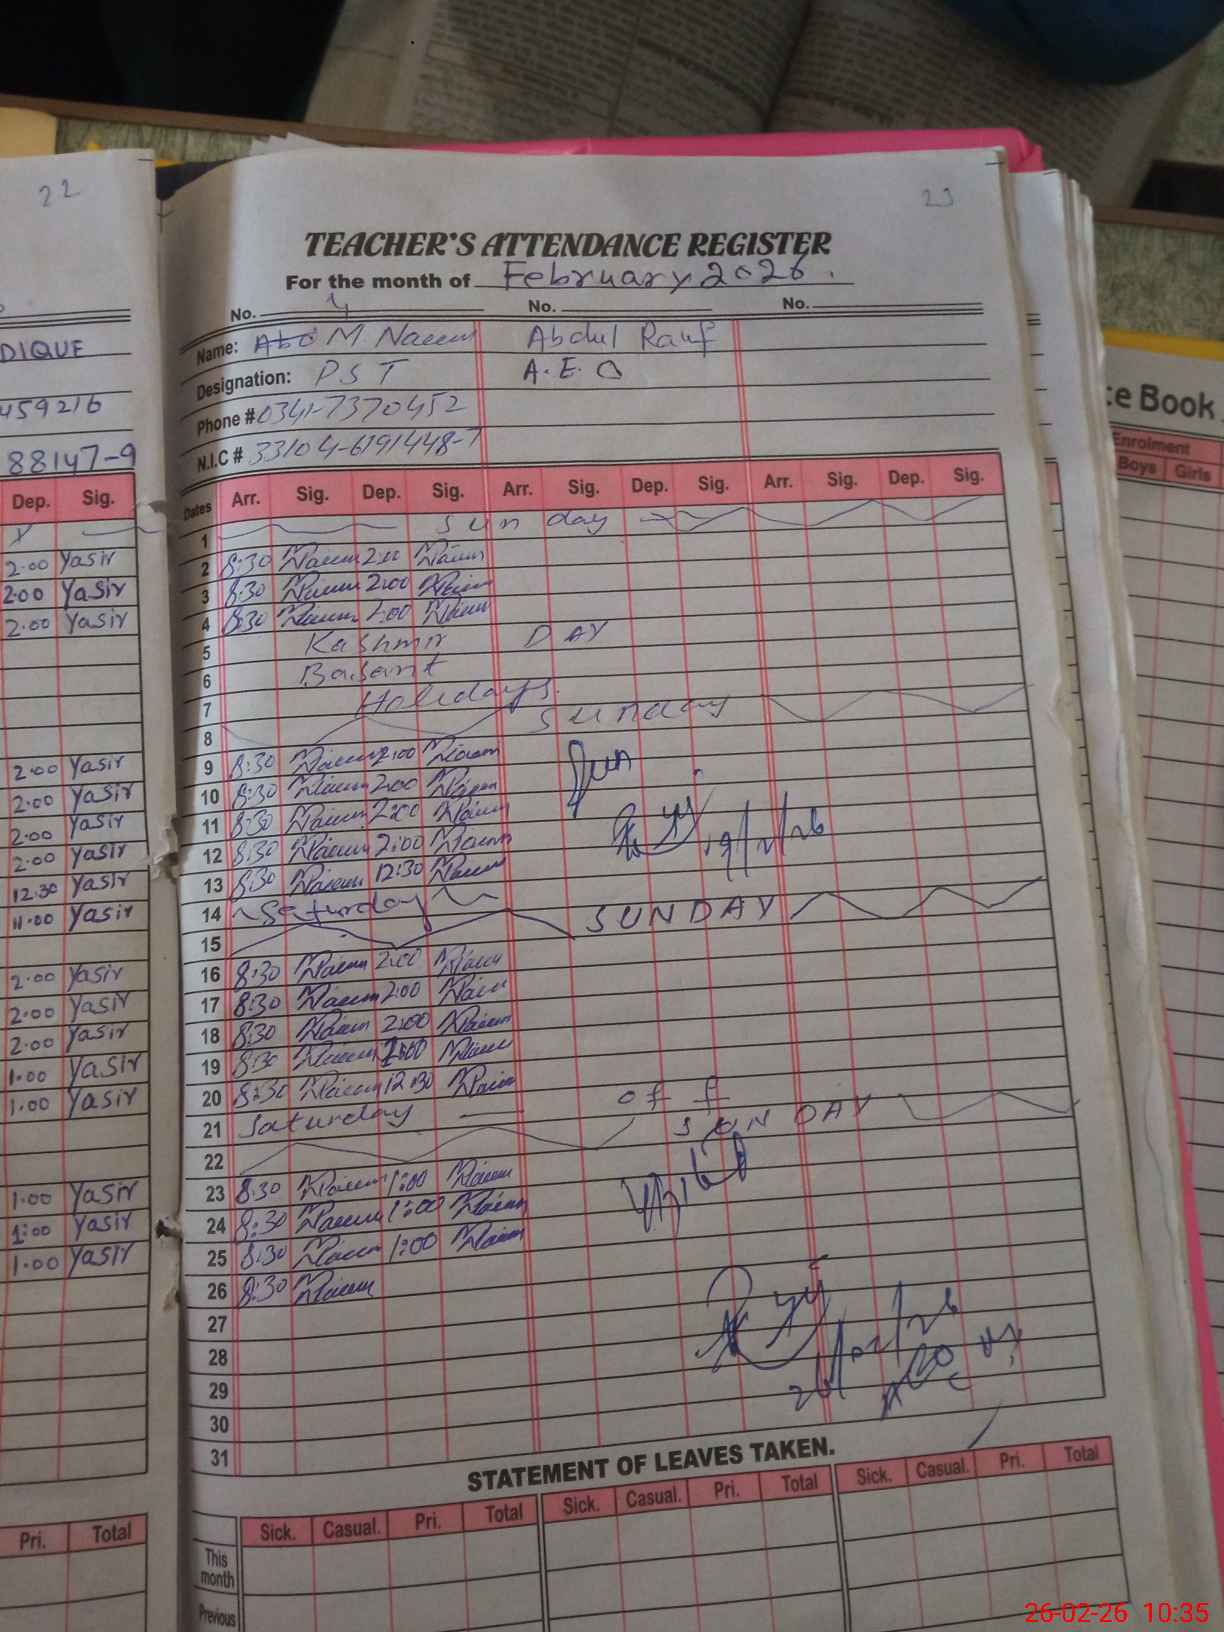 22
23
TEACHER'S ATTENDANCE REGISTER
For the month of February 2026.
No. 4 No. No.
Name: Abd M. Naeem Abdul Rauf
Designation: PST A.E.O
Phone # 0341-7370452
N.I.C # 33104-6191448-7
Dates Arr. Sig. Dep. Sig. Arr. Sig. Dep. Sig. Arr. Sig. Dep. Sig.
1 Sunday
2 8:30 Naeem 2:00 Naeem
3 8:30 Naeem 2:00 Naeem
4 8:30 Naeem 2:00 Naeem
5 Kashmir DAY
6 Basant
7 Holidays.
8 Sunday
9 8:30 Naeem 2:00 Naeem
10 8:30 Naeem 2:00 Naeem
11 8:30 Naeem 2:00 Naeem
12 8:30 Naeem 2:00 Naeem
13 8:30 Naeem 12:30 Naeem
14 Saturday
15 SUNDAY
16 8:30 Naeem 2:00 Naeem
17 8:30 Naeem 2:00 Naeem
18 8:30 Naeem 2:00 Naeem
19 8:30 Naeem 1:00 Naeem
20 8:30 Naeem 12:30 Naeem
21 Saturday off
22 SUNDAY
23 8:30 Naeem 1:00 Naeem
24 8:30 Naeem 1:00 Naeem
25 8:30 Naeem 1:00 Naeem
26 8:30 Naeem
27
28
29
30
31
19/2/26
26/02/26
STATEMENT OF LEAVES TAKEN.
Sick. Casual. Pri. Total Sick. Casual. Pri. Total Sick. Casual. Pri. Total
This month
Previous
DIQUE
459216
88147-9
Dep. Sig.
2:00 Yasir
2:00 Yasir
2:00 Yasir
2:00 Yasir
2:00 Yasir
2:00 Yasir
2:00 Yasir
12:30 Yasir
11:00 Yasir
2:00 Yasir
2:00 Yasir
2:00 Yasir
1:00 Yasir
1:00 Yasir
1:00 Yasir
1:00 Yasir
1:00 Yasir
Pri. Total
ce Book
Enrolment
Boys Girls
26-02-26 10:35